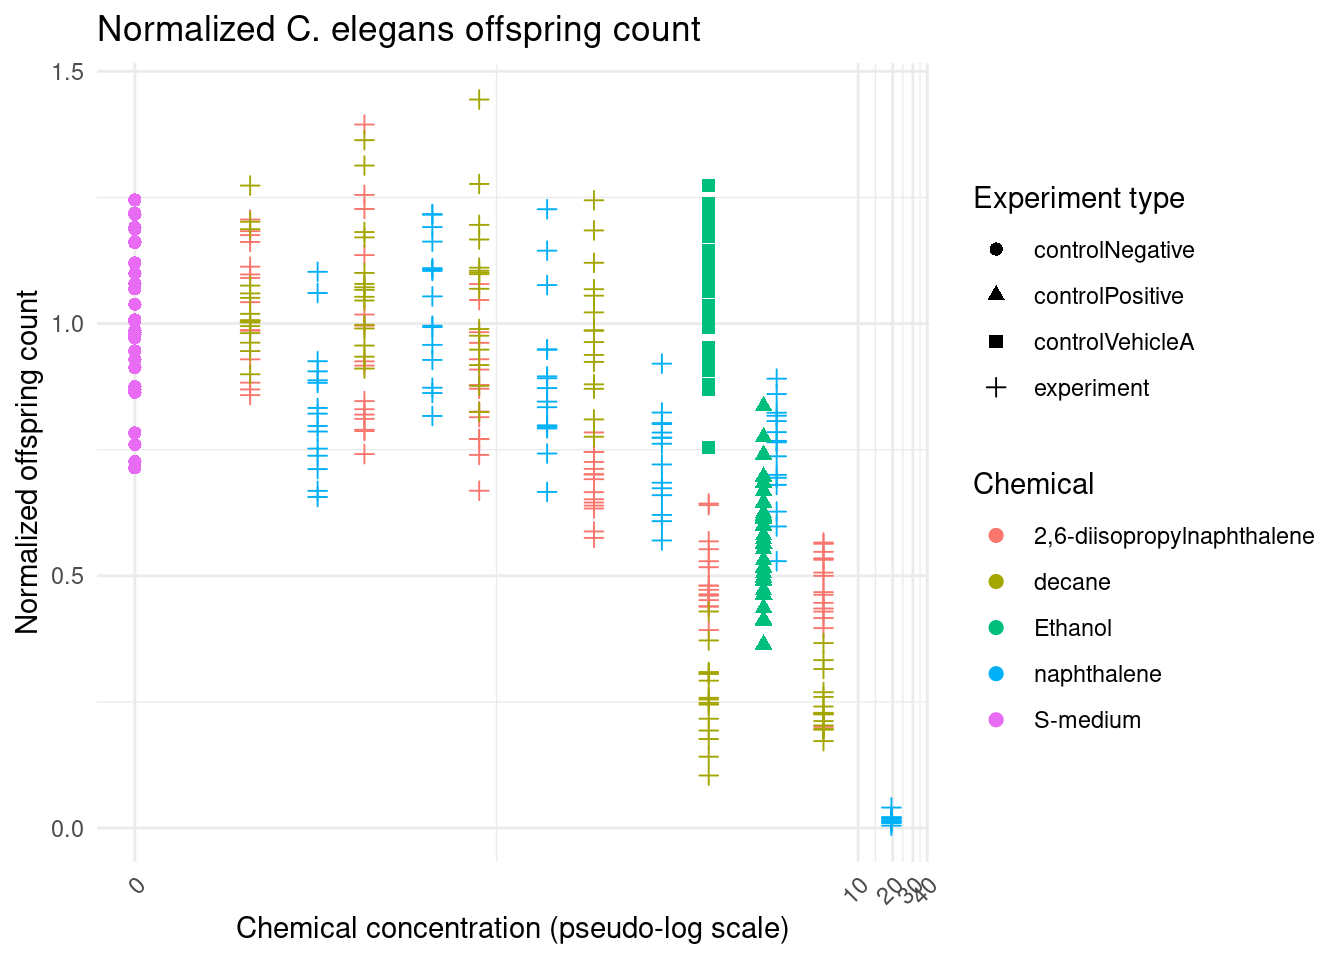 Normalized C. elegans offspring count
1.5
1.0
0.5
0.0
Normalized offspring count
0
10
20
30
40
Chemical concentration (pseudo-log scale)
Experiment type
controlNegative
controlPositive
controlVehicleA
experiment
Chemical
2,6-diisopropylnaphthalene
decane
Ethanol
naphthalene
S-medium